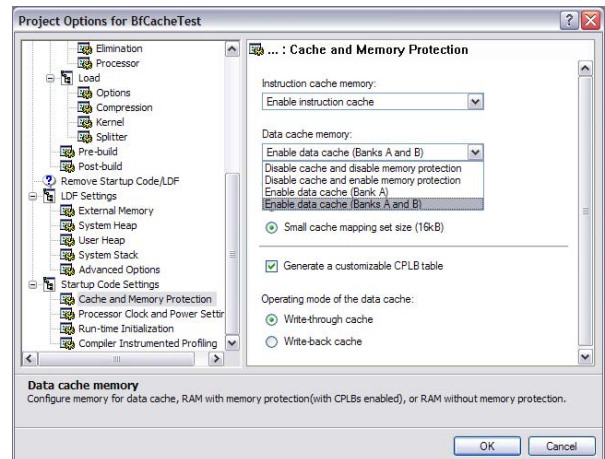 Project Options for BfCacheTest
Elimination
Processor
Load
Options
Compression
Kernel
Splitter
Pre-build
Post-build
Remove Startup Code/LDF
LDF Settings
External Memory
System Heap
User Heap
System Stack
Advanced Options
Startup Code Settings
Cache and Memory Protection
Processor Clock and Power Settir
Run-time Initialization
Compiler Instrumented Profiling
... : Cache and Memory Protection
Instruction cache memory:
Enable instruction cache
Data cache memory:
Enable data cache (Banks A and B)
Disable cache and disable memory protection
Disable cache and enable memory protection
Enable data cache (Bank A)
Enable data cache (Banks A and B)
Small cache mapping set size (16kB)
Generate a customizable CPLB table
Operating mode of the data cache:
Write-through cache
Write-back cache
Data cache memory
Configure memory for data cache, RAM with memory protection(with CPLBs enabled), or RAM without memory protection.
OK
Cancel